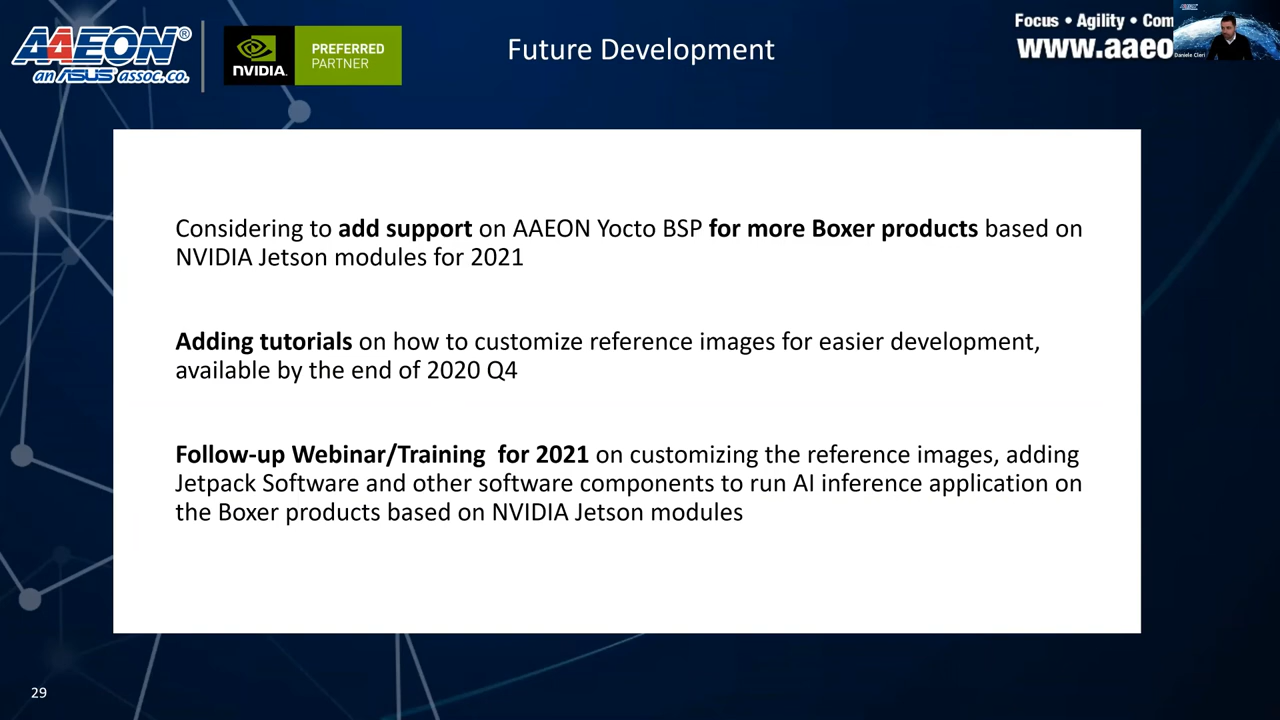 AAEON®
an ASUS assoc. co.
NVIDIA.
PREFERRED
PARTNER
Future Development
Focus • Agility • Com
www.aaeo
Daniele Cleri
Considering to add support on AAEON Yocto BSP for more Boxer products based on
NVIDIA Jetson modules for 2021
Adding tutorials on how to customize reference images for easier development,
available by the end of 2020 Q4
Follow-up Webinar/Training for 2021 on customizing the reference images, adding
Jetpack Software and other software components to run AI inference application on
the Boxer products based on NVIDIA Jetson modules
29